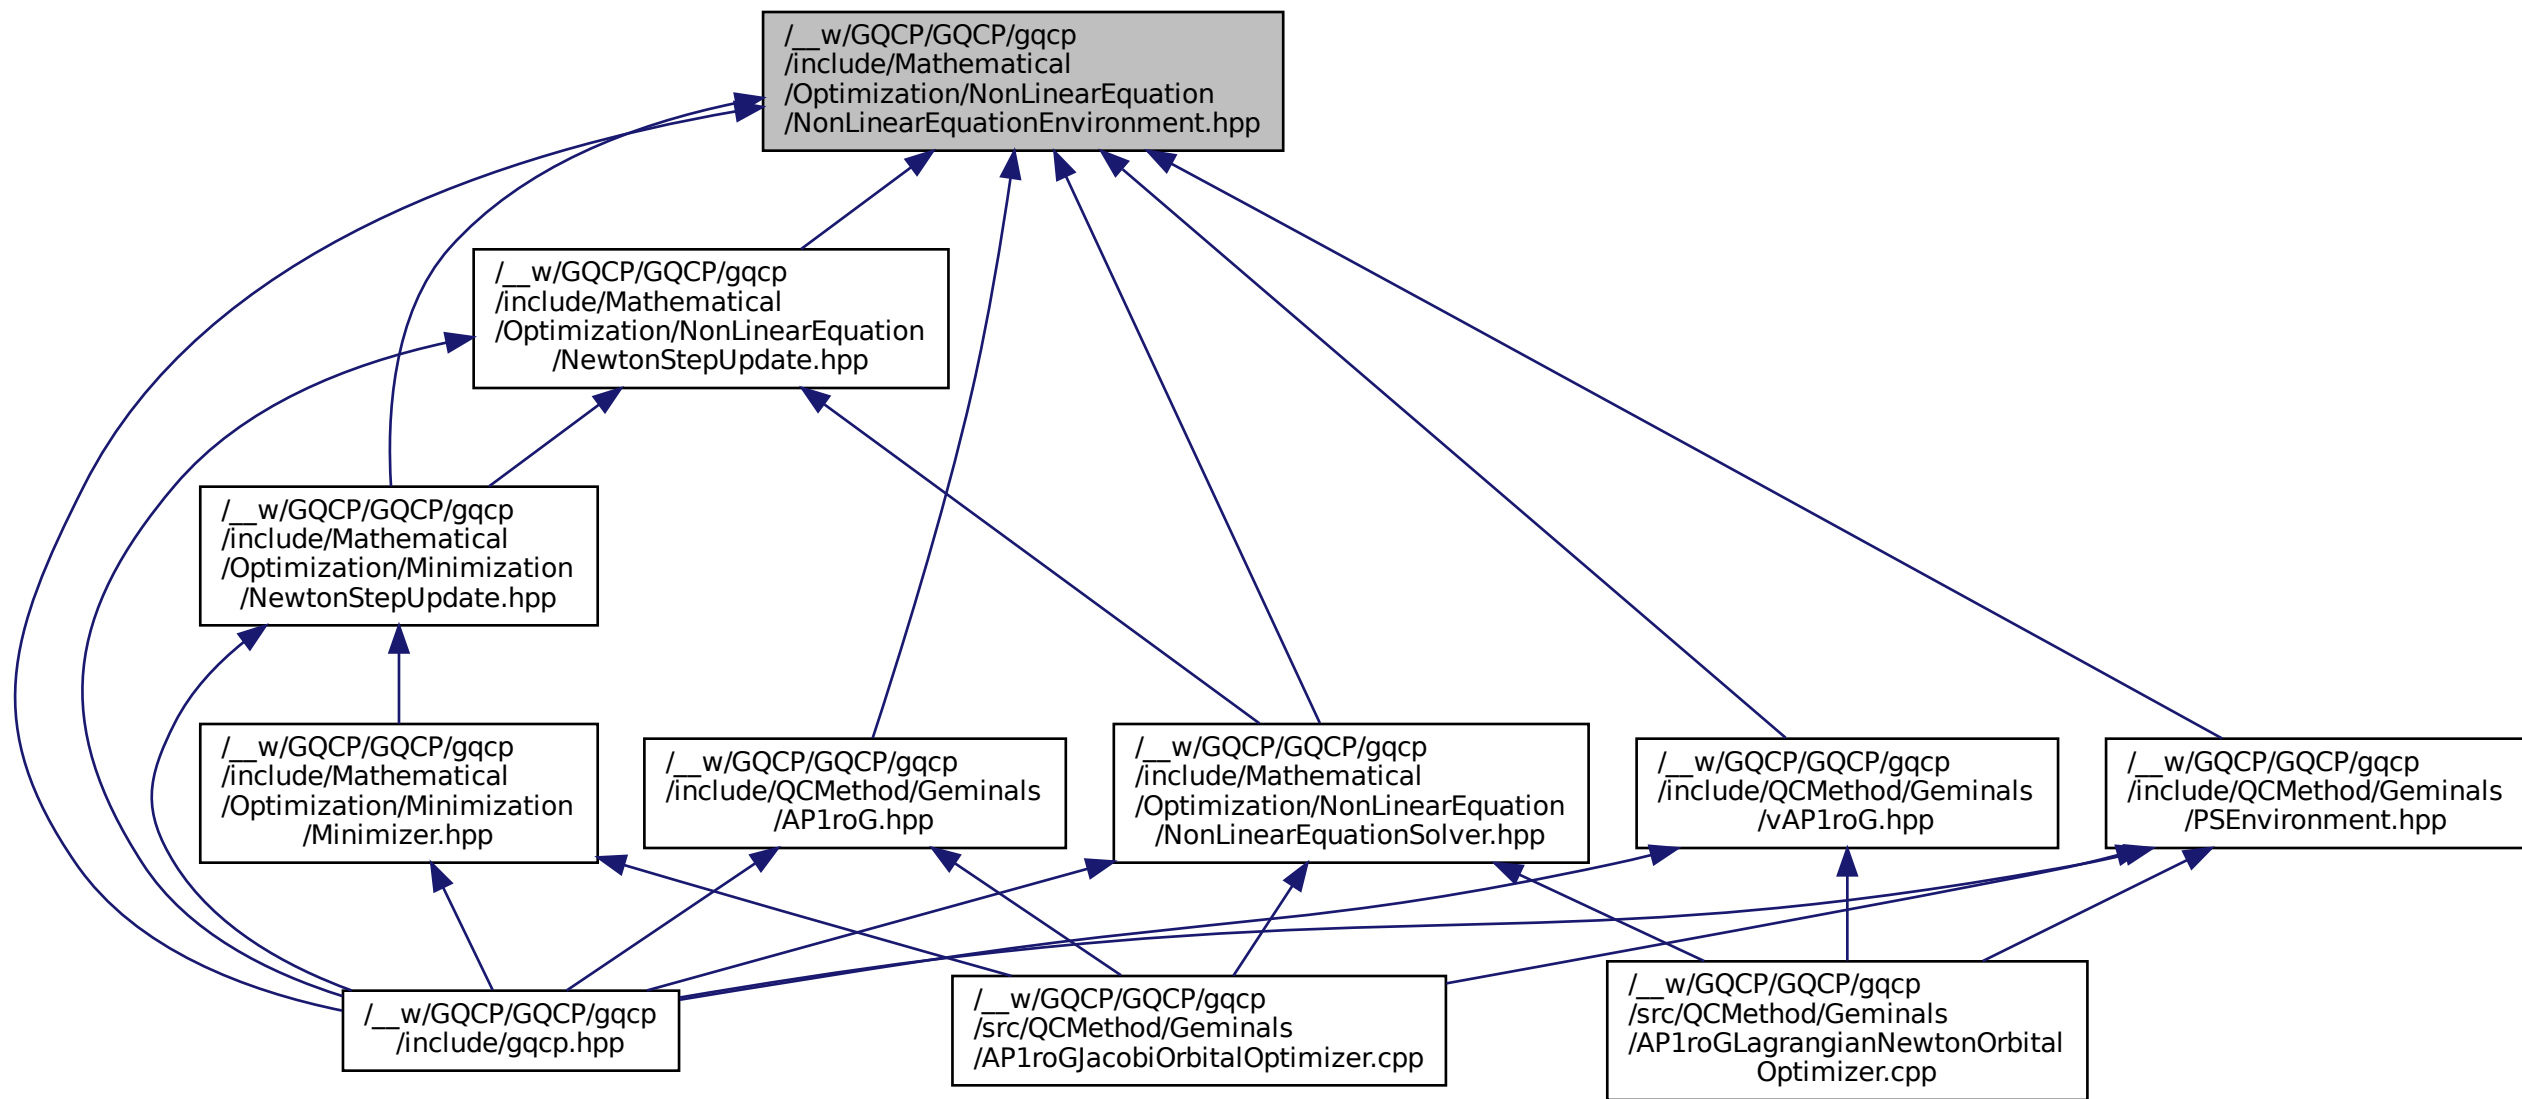 /__w/GQCP/GQCP/gqcp
/include/Mathematical
/Optimization/NonLinearEquation
/NonLinearEquationEnvironment.hpp
/__w/GQCP/GQCP/gqcp
/include/Mathematical
/Optimization/NonLinearEquation
/NewtonStepUpdate.hpp
/__w/GQCP/GQCP/gqcp
/include/Mathematical
/Optimization/Minimization
/NewtonStepUpdate.hpp
/__w/GQCP/GQCP/gqcp
/include/Mathematical
/Optimization/Minimization
/Minimizer.hpp
/__w/GQCP/GQCP/gqcp
/include/QCMethod/Geminals
/AP1roG.hpp
/__w/GQCP/GQCP/gqcp
/include/Mathematical
/Optimization/NonLinearEquation
/NonLinearEquationSolver.hpp
/__w/GQCP/GQCP/gqcp
/include/QCMethod/Geminals
/vAP1roG.hpp
/__w/GQCP/GQCP/gqcp
/include/QCMethod/Geminals
/PSEnvironment.hpp
/__w/GQCP/GQCP/gqcp
/include/gqcp.hpp
/__w/GQCP/GQCP/gqcp
/src/QCMethod/Geminals
/AP1roGJacobiOrbitalOptimizer.cpp
/__w/GQCP/GQCP/gqcp
/src/QCMethod/Geminals
/AP1roGLagrangianNewtonOrbital
Optimizer.cpp